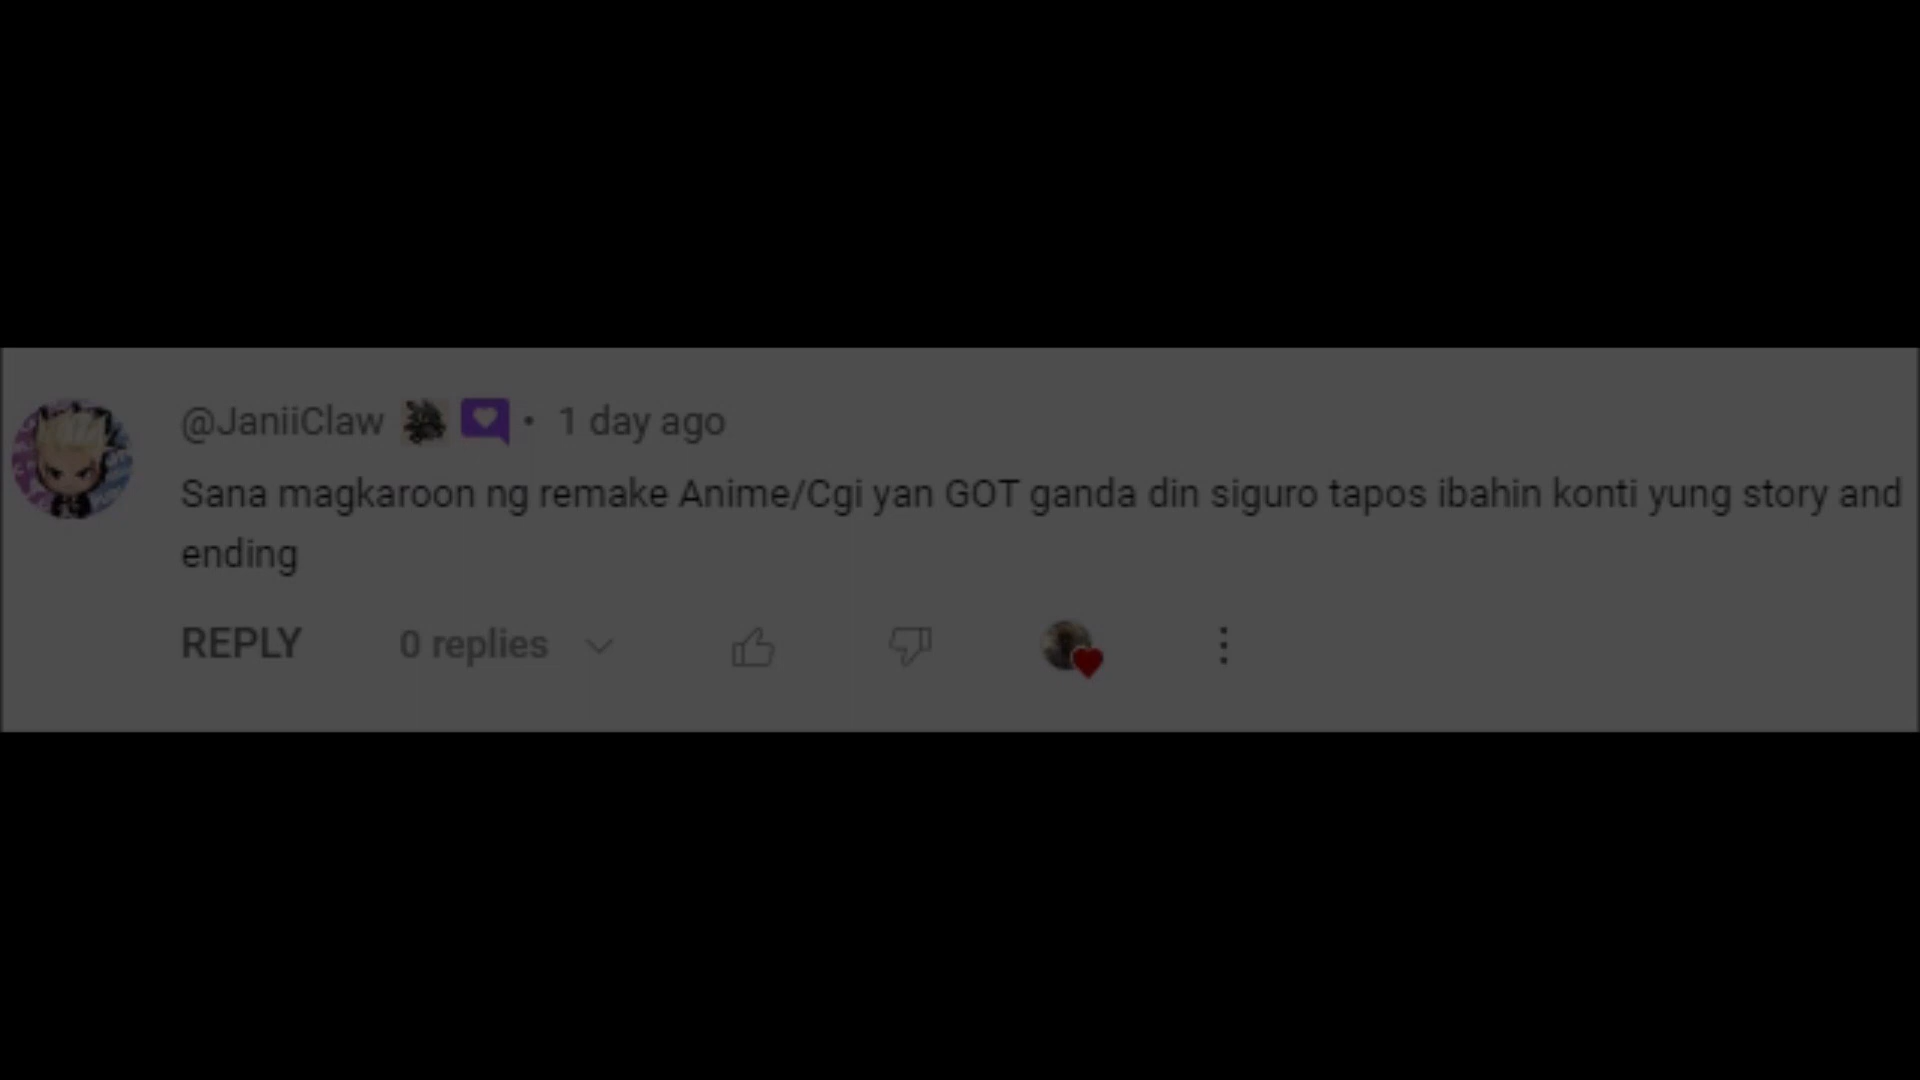 @JaniiClaw • 1 day ago
Sana magkaroon ng remake Anime/Cgi yan GOT ganda din siguro tapos ibahin konti yung story and
ending
REPLY 0 replies